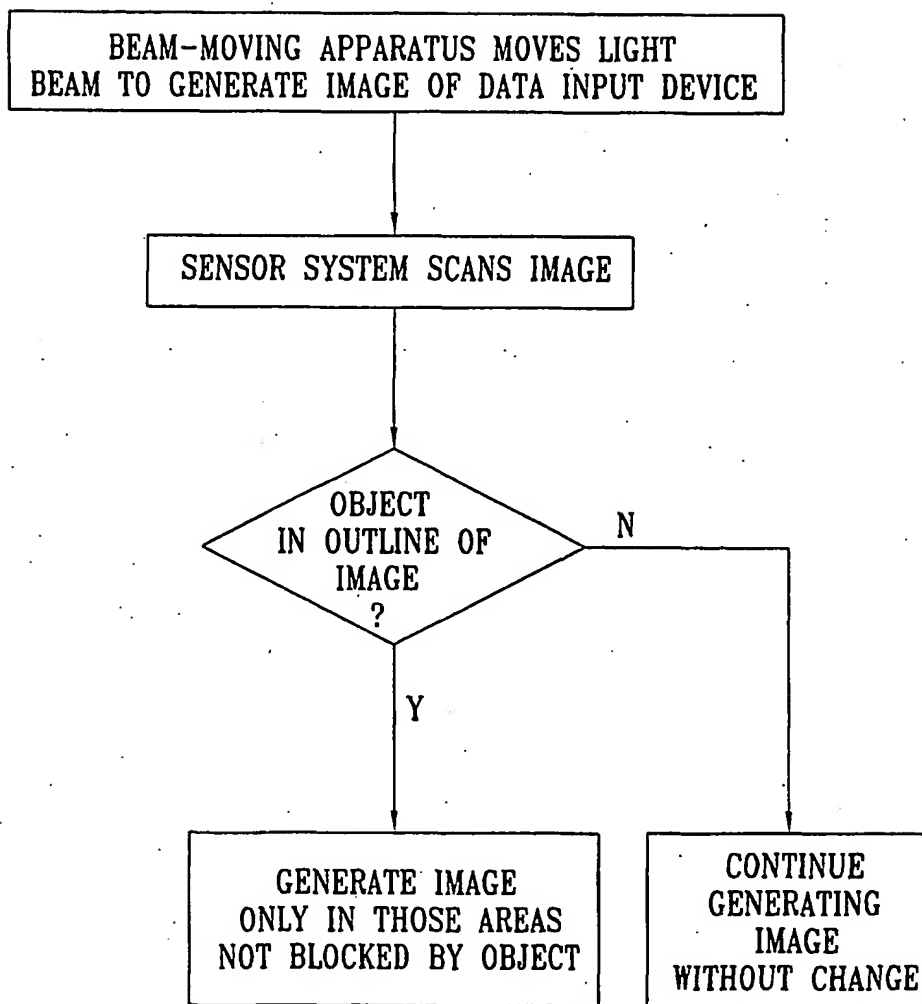 BEAM-MOVING APPARATUS MOVES LIGHT
BEAM TO GENERATE IMAGE OF DATA INPUT DEVICE
SENSOR SYSTEM SCANS IMAGE
OBJECT
IN OUTLINE OF
IMAGE
?
N
Y
GENERATE IMAGE
ONLY IN THOSE AREAS
NOT BLOCKED BY OBJECT
CONTINUE
GENERATING
IMAGE
WITHOUT CHANGE